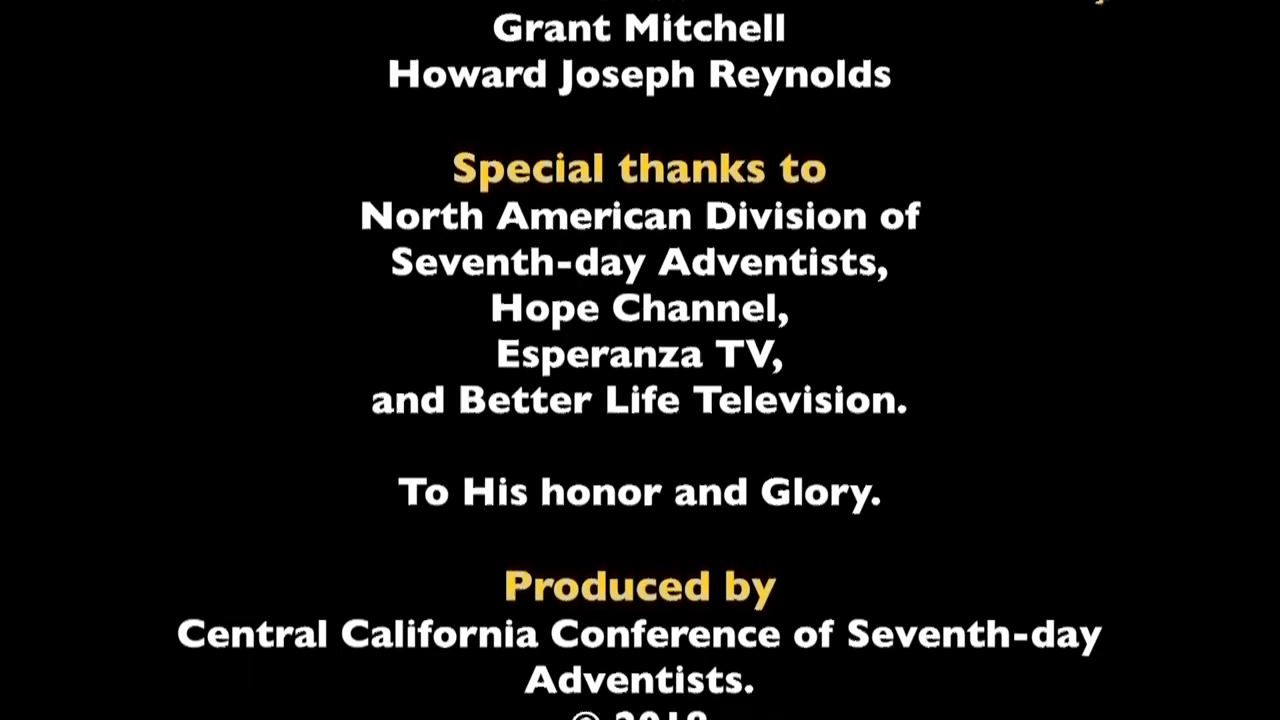 Grant Mitchell
Howard Joseph Reynolds
Special thanks to
North American Division of
Seventh-day Adventists,
Hope Channel,
Esperanza TV,
and Better Life Television.
To His honor and Glory.
Produced by
Central California Conference of Seventh-day
Adventists.
© 2018